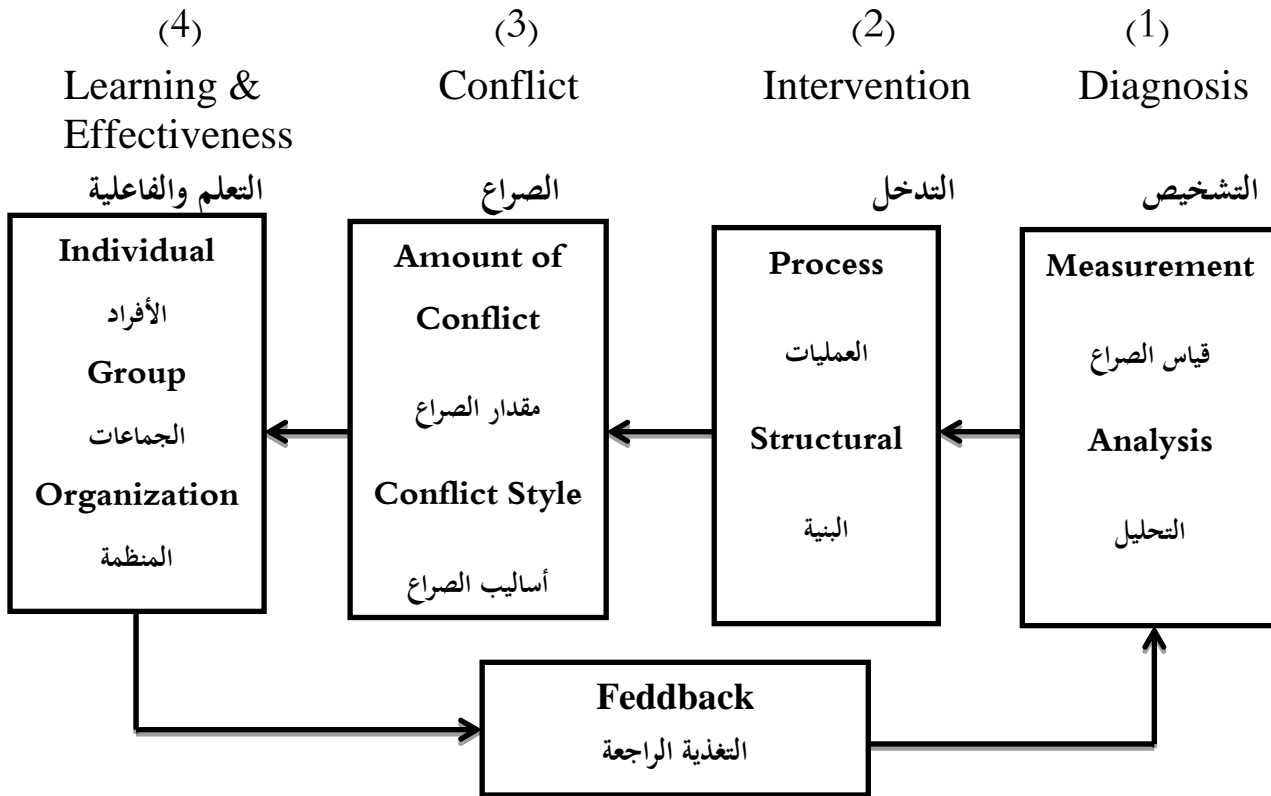 (1)
Diagnosis
التشخيص
Measurement
قياس الصراع
Analysis
التحليل
(2)
Intervention
التدخل
Process
العمليات
Structural
البنية
(3)
Conflict
الصراع
Amount of
Conflict
مقدار الصراع
Conflict Style
أساليب الصراع
(4)
Learning &
Effectiveness
التعلم والفاعلية
Individual
الأفراد
Group
الجماعات
Organization
المنظمة
Feddback
التغذية الراجعة